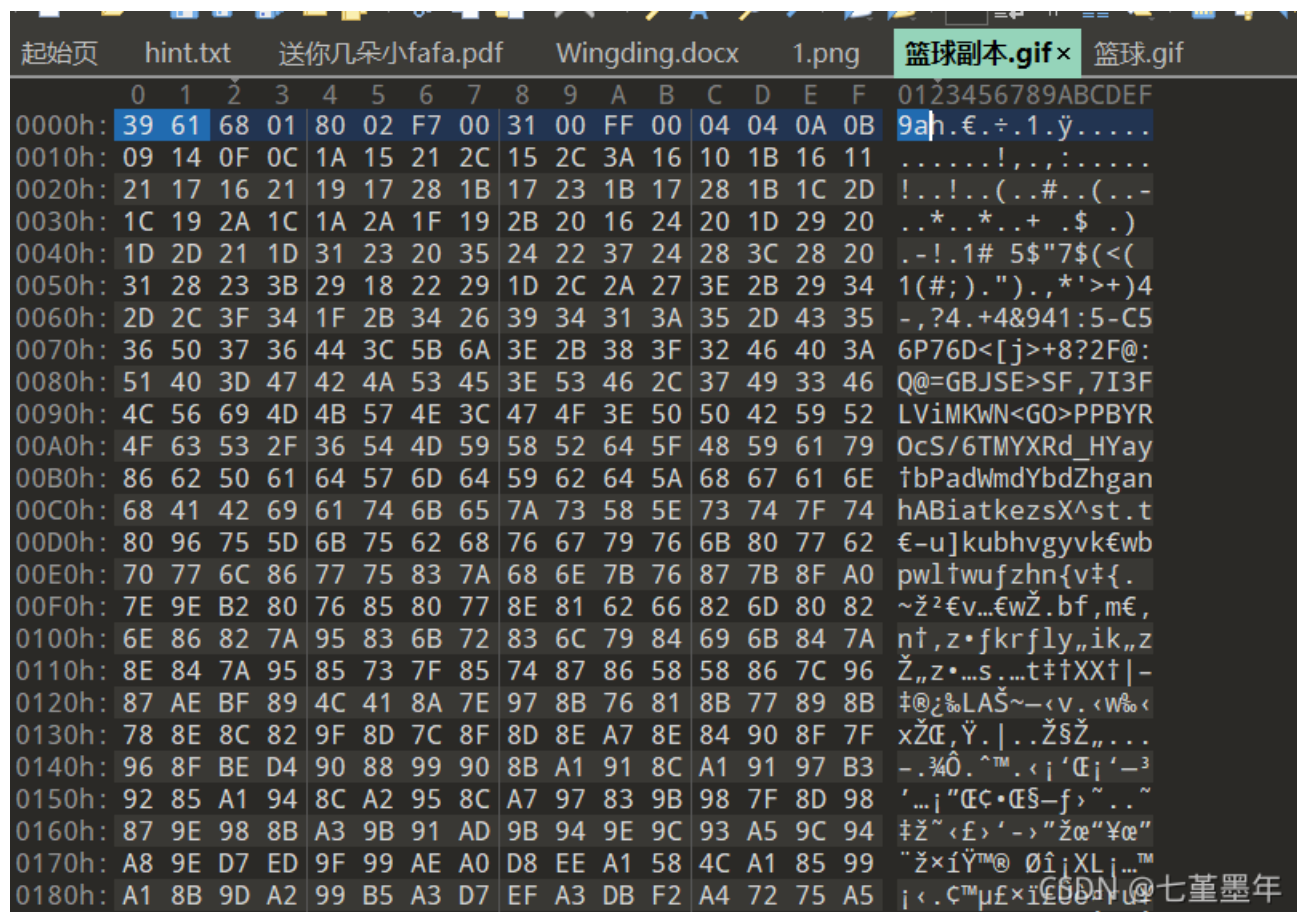 起始页 hint.txt 送你几朵小fafa.pdf Wingding.docx 1.png 篮球副本.gif× 篮球.gif
0 1 2 3 4 5 6 7 8 9 A B C D E F 0123456789ABCDEF
0000h: 39 61 68 01 80 02 F7 00 31 00 FF 00 04 04 0A 0B 9ah.€.÷.1.ÿ.....
0010h: 09 14 0F 0C 1A 15 21 2C 15 2C 3A 16 10 1B 16 11 ......!,.,:.....
0020h: 21 17 16 21 19 17 28 1B 17 23 1B 17 28 1B 1C 2D !..!..(..#..(..-
0030h: 1C 19 2A 1C 1A 2A 1F 19 2B 20 16 24 20 1D 29 20 ..*..*..+ .$ .)
0040h: 1D 2D 21 1D 31 23 20 35 24 22 37 24 28 3C 28 20 .-!.1# 5$"7$(<(
0050h: 31 28 23 3B 29 18 22 29 1D 2C 2A 27 3E 2B 29 34 1(#;).").,*'>+)4
0060h: 2D 2C 3F 34 1F 2B 34 26 39 34 31 3A 35 2D 43 35 -,?4.+4&941:5-C5
0070h: 36 50 37 36 44 3C 5B 6A 3E 2B 38 3F 32 46 40 3A 6P76D<[j>+8?2F@:
0080h: 51 40 3D 47 42 4A 53 45 3E 53 46 2C 37 49 33 46 Q@=GBJSE>SF,7I3F
0090h: 4C 56 69 4D 4B 57 4E 3C 47 4F 3E 50 50 42 59 52 LViMKWN<GO>PPBYR
00A0h: 4F 63 53 2F 36 54 4D 59 58 52 64 5F 48 59 61 79 OcS/6TMYXRd_HYay
00B0h: 86 62 50 61 64 57 6D 64 59 62 64 5A 68 67 61 6E †bPadWmdYbdZhgan
00C0h: 68 41 42 69 61 74 6B 65 7A 73 58 5E 73 74 7F 74 hABiatkezsX^st.t
00D0h: 80 96 75 5D 6B 75 62 68 76 67 79 76 6B 80 77 62 €–u]kubhvgyvk€wb
00E0h: 70 77 6C 86 77 75 83 7A 68 6E 7B 76 87 7B 8F A0 pwl†wuƒzhn{v‡{.
00F0h: 7E 9E B2 80 76 85 80 77 8E 81 62 66 82 6D 80 82 ~ž²€v…€wŽ.bf‚m€‚
0100h: 6E 86 82 7A 95 83 6B 72 83 6C 79 84 69 6B 84 7A n†‚z•ƒkrƒly„ik„z
0110h: 8E 84 7A 95 85 73 7F 85 74 87 86 58 58 86 7C 96 Ž„z•…s.…t‡†XX†|–
0120h: 87 AE BF 89 4C 41 8A 7E 97 8B 76 81 8B 77 89 8B ‡®¿‰LAŠ~—‹v.‹w‰‹
0130h: 78 8E 8C 82 9F 8D 7C 8F 8D 8E A7 8E 84 90 8F 7F xŽŒ‚Ÿ.|..Ž§Ž„...
0140h: 96 8F BE D4 90 88 99 90 8B A1 91 8C A1 91 97 B3 –.¾Ô.ˆ™.‹¡‘Œ¡‘—³
0150h: 92 85 A1 94 8C A2 95 8C A7 97 83 9B 98 7F 8D 98 ’…¡”Œ¢•Œ§—ƒ›˜..˜
0160h: 87 9E 98 8B A3 9B 91 AD 9B 94 9E 9C 93 A5 9C 94 ‡ž˜‹£›‘-›”žœ“¥œ”
0170h: A8 9E D7 ED 9F 99 AE A0 D8 EE A1 58 4C A1 85 99 ¨ž×íŸ™® Øî¡XL¡…™
0180h: A1 8B 9D A2 99 B5 A3 D7 EF A3 DB F2 A4 72 75 A5 ¡‹.¢™µ£×ï£Ûò¤ru¥
CSDN @七堇墨年